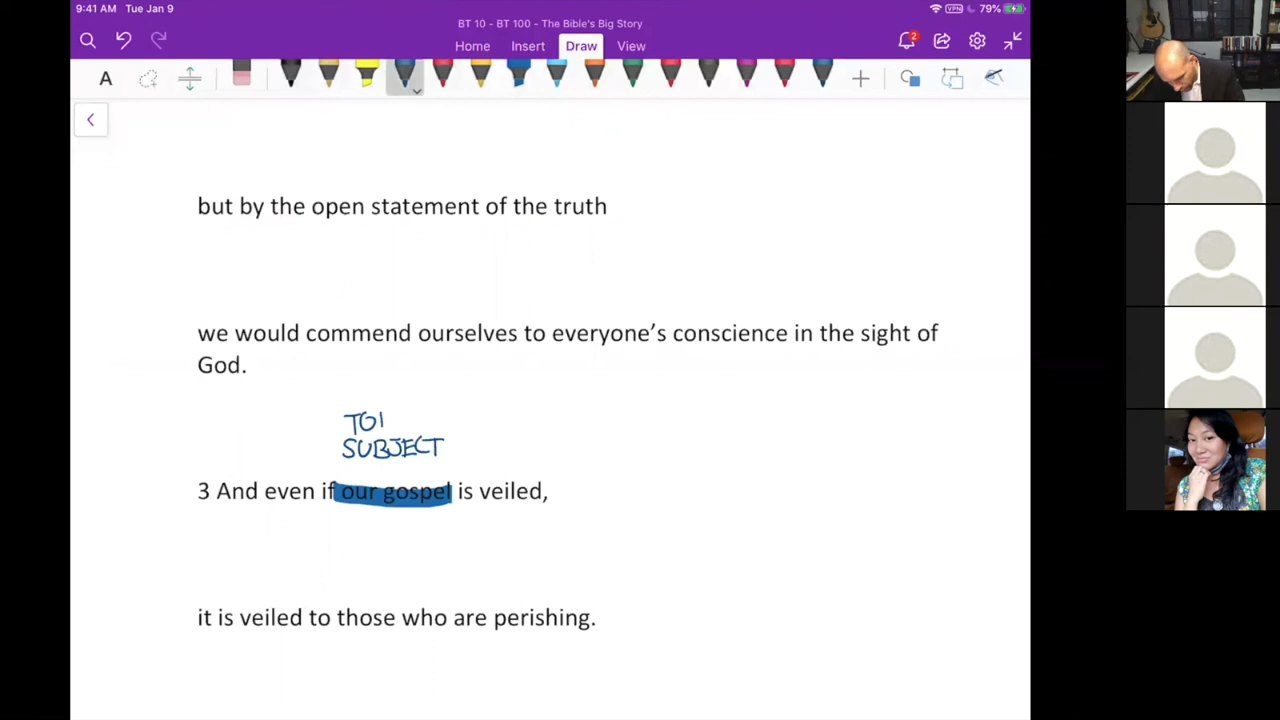 9:41 AM Tue Jan 9
VPN 79%
BT 10 - BT 100 - The Bible's Big Story
Home Insert Draw View
2
A
but by the open statement of the truth
we would commend ourselves to everyone’s conscience in the sight of
God.
TOI
SUBJECT
3 And even if our gospel is veiled,
it is veiled to those who are perishing.